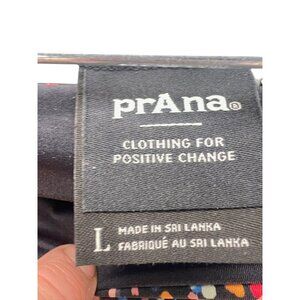 prAna®
CLOTHING FOR
POSITIVE CHANGE
L MADE IN SRI LANKA
FABRIQUÉ AU SRI LANKA